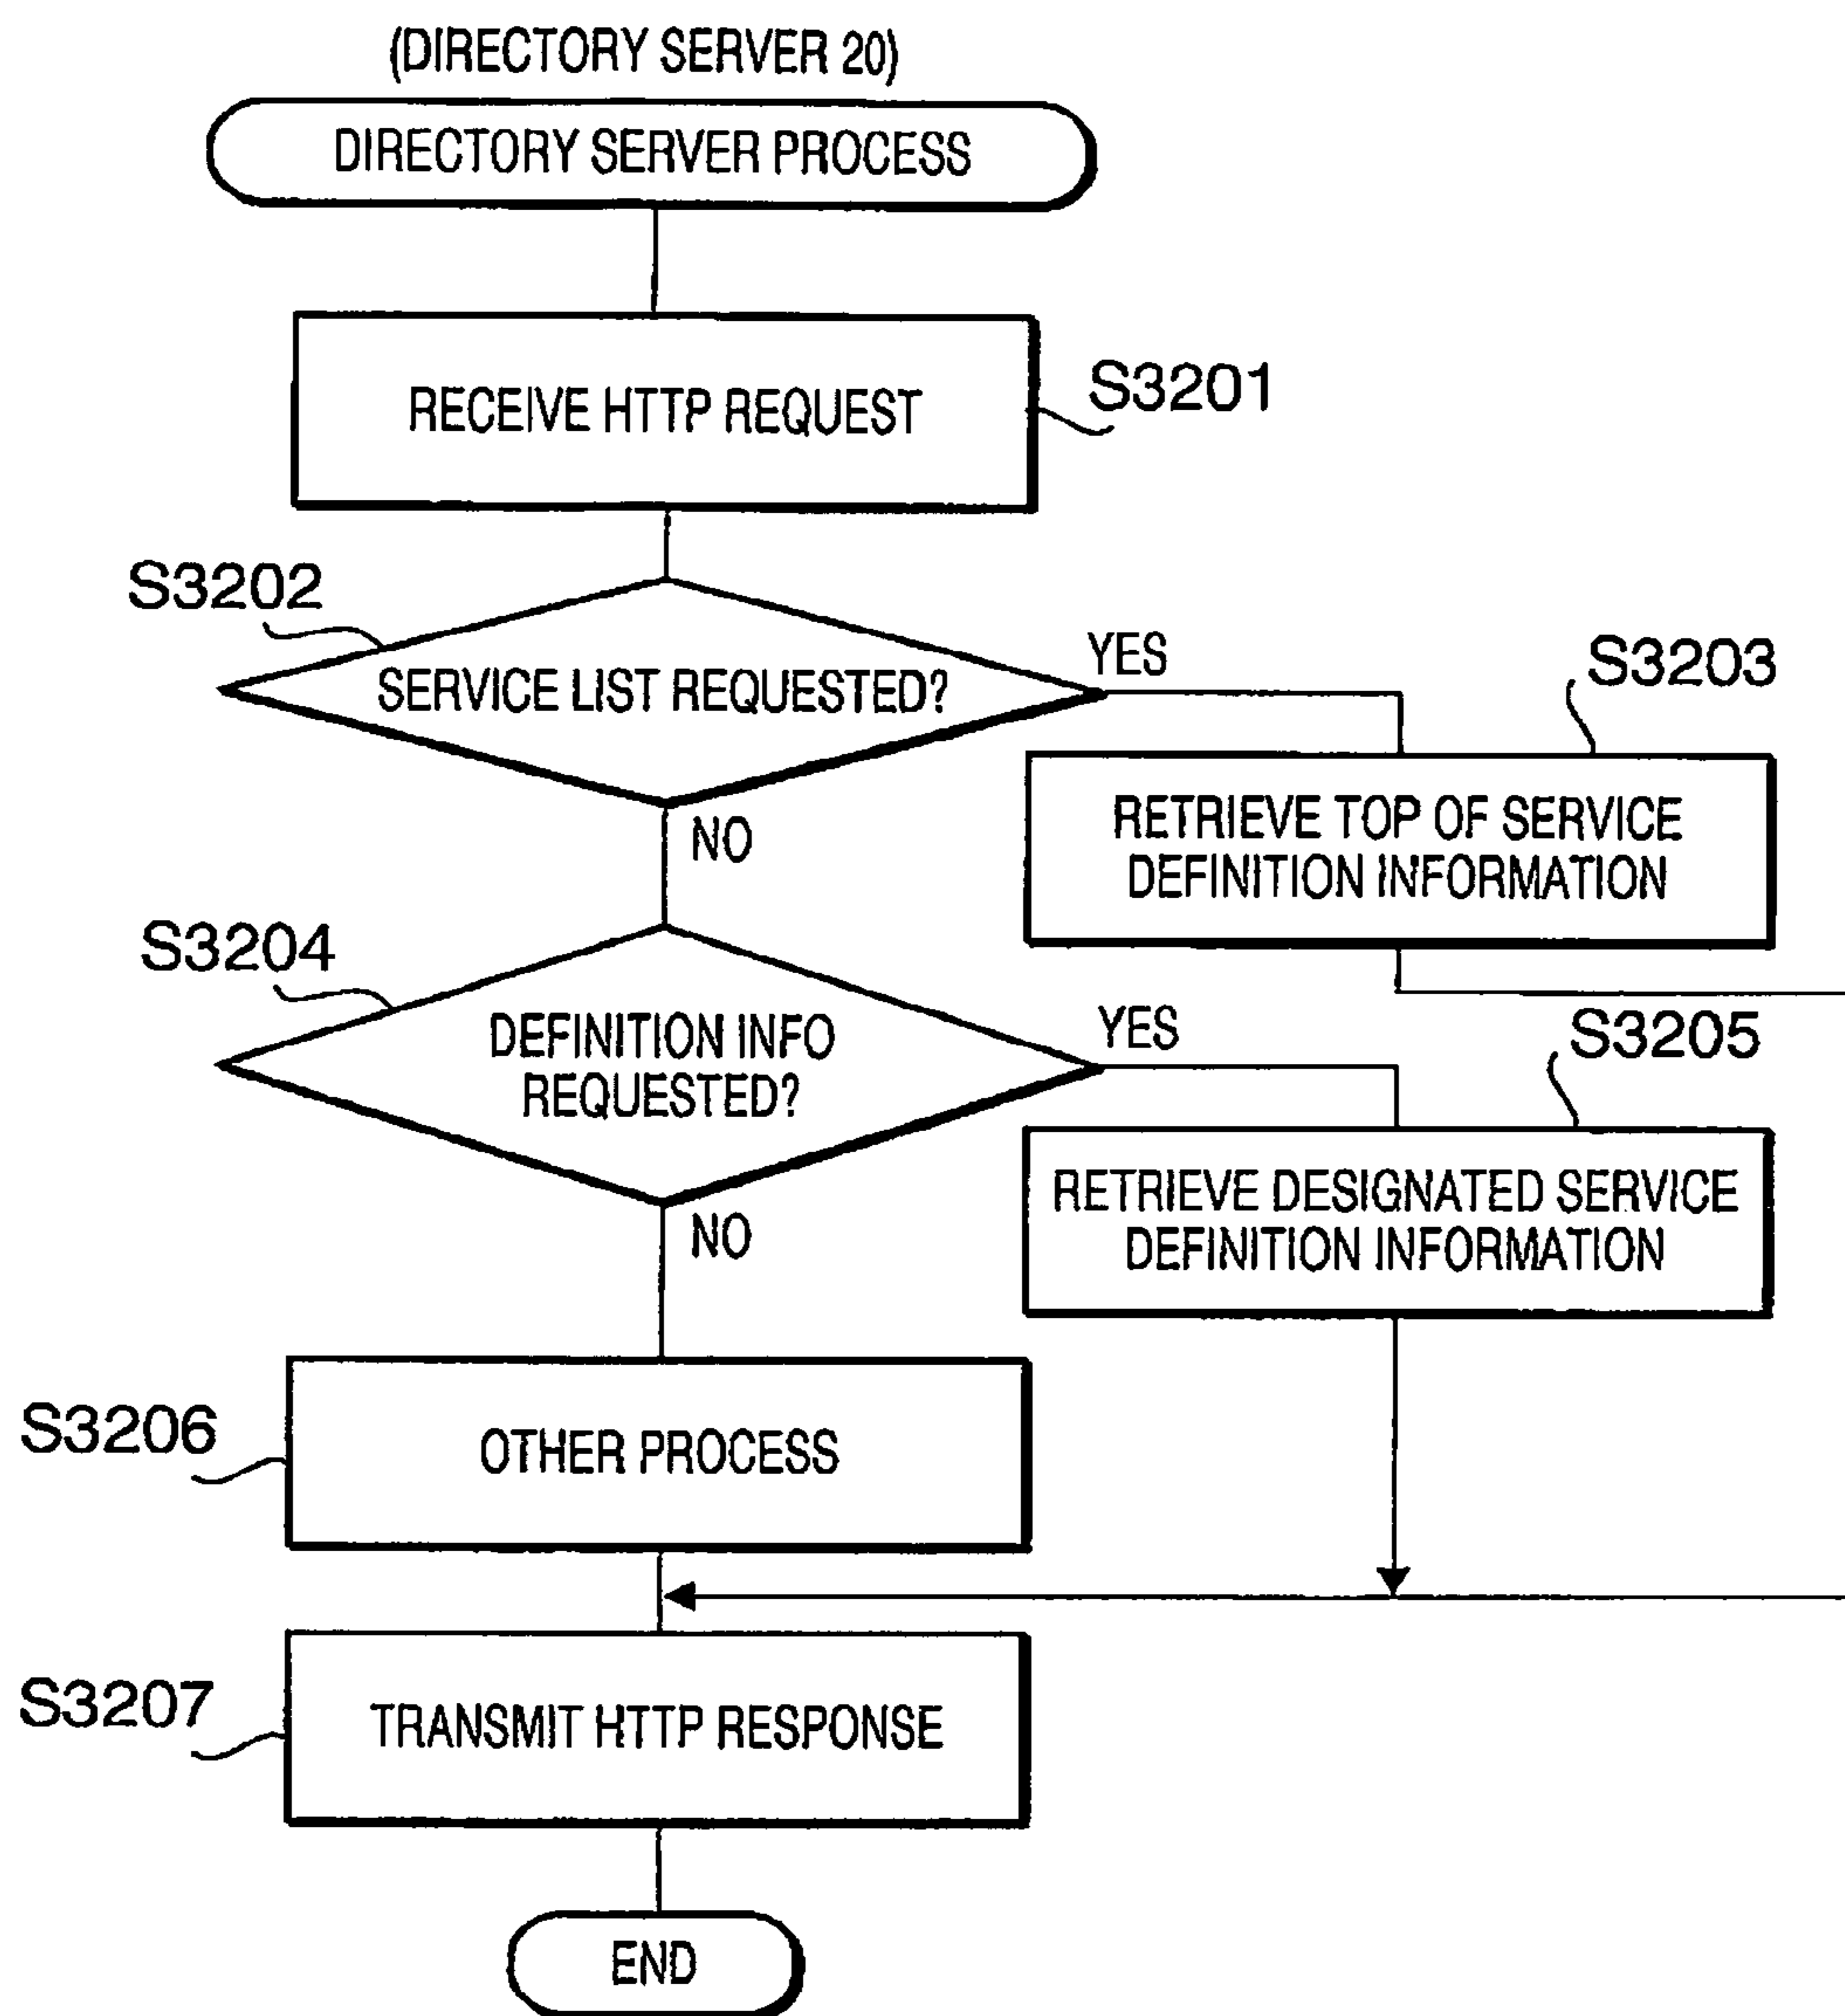 (DIRECTORY SERVER 20)
DIRECTORY SERVER PROCESS
RECEIVE HTTP REQUEST
S3201
S3202
SERVICE LIST REQUESTED?
YES
S3203
RETRIEVE TOP OF SERVICE
DEFINITION INFORMATION
NO
S3204
DEFINITION INFO
REQUESTED?
YES
S3205
RETRIEVE DESIGNATED SERVICE
DEFINITION INFORMATION
NO
S3206
OTHER PROCESS
S3207
TRANSMIT HTTP RESPONSE
END